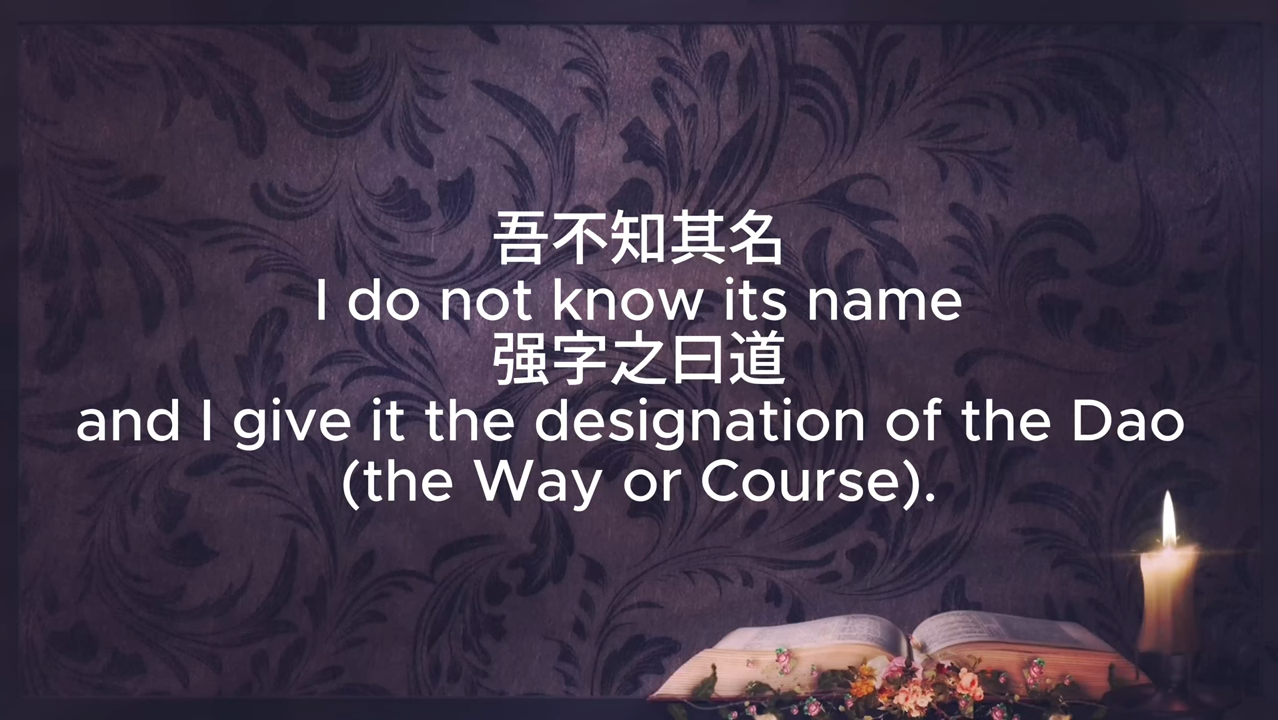 吾不知其名
I do not know its name
强字之曰道
and I give it the designation of the Dao
(the Way or Course).